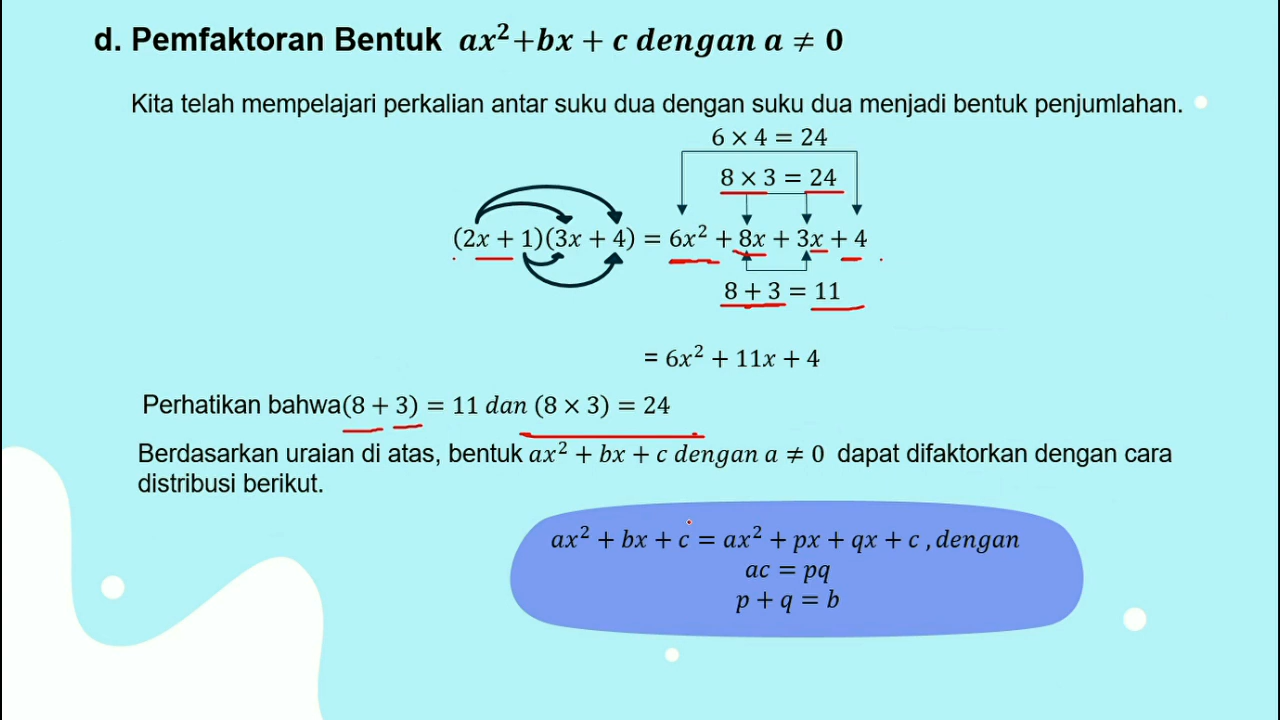 d. Pemfaktoran Bentuk ax²+bx + c dengan a ≠ 0
Kita telah mempelajari perkalian antar suku dua dengan suku dua menjadi bentuk penjumlahan.
6 × 4 = 24
8 × 3 = 24
(2x + 1)(3x + 4) = 6x² + 8x + 3x + 4
8 + 3 = 11
= 6x² + 11x + 4
Perhatikan bahwa(8 + 3) = 11 dan (8 × 3) = 24
Berdasarkan uraian di atas, bentuk ax² + bx + c dengan a ≠ 0 dapat difaktorkan dengan cara
distribusi berikut.
ax² + bx + c = ax² + px + qx + c , dengan
ac = pq
p + q = b